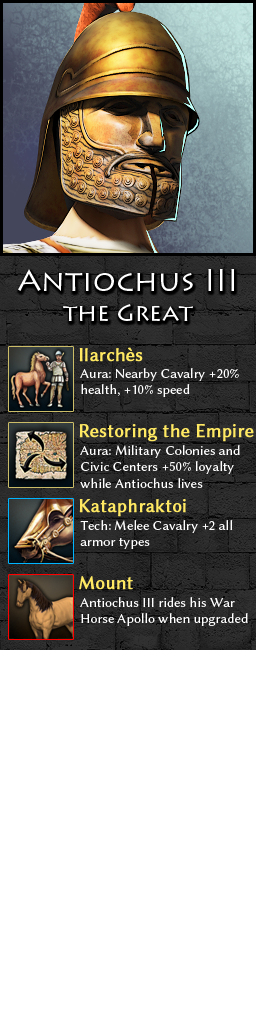 Antiochus III
the Great
Ilarchès
Aura: Nearby Cavalry +20%
health, +10% speed
Restoring the Empire
Aura: Military Colonies and
Civic Centers +50% loyalty
while Antiochus lives
Kataphraktoi
Tech: Melee Cavalry +2 all
armor types
Mount
Antiochus III rides his War
Horse Apollo when upgraded